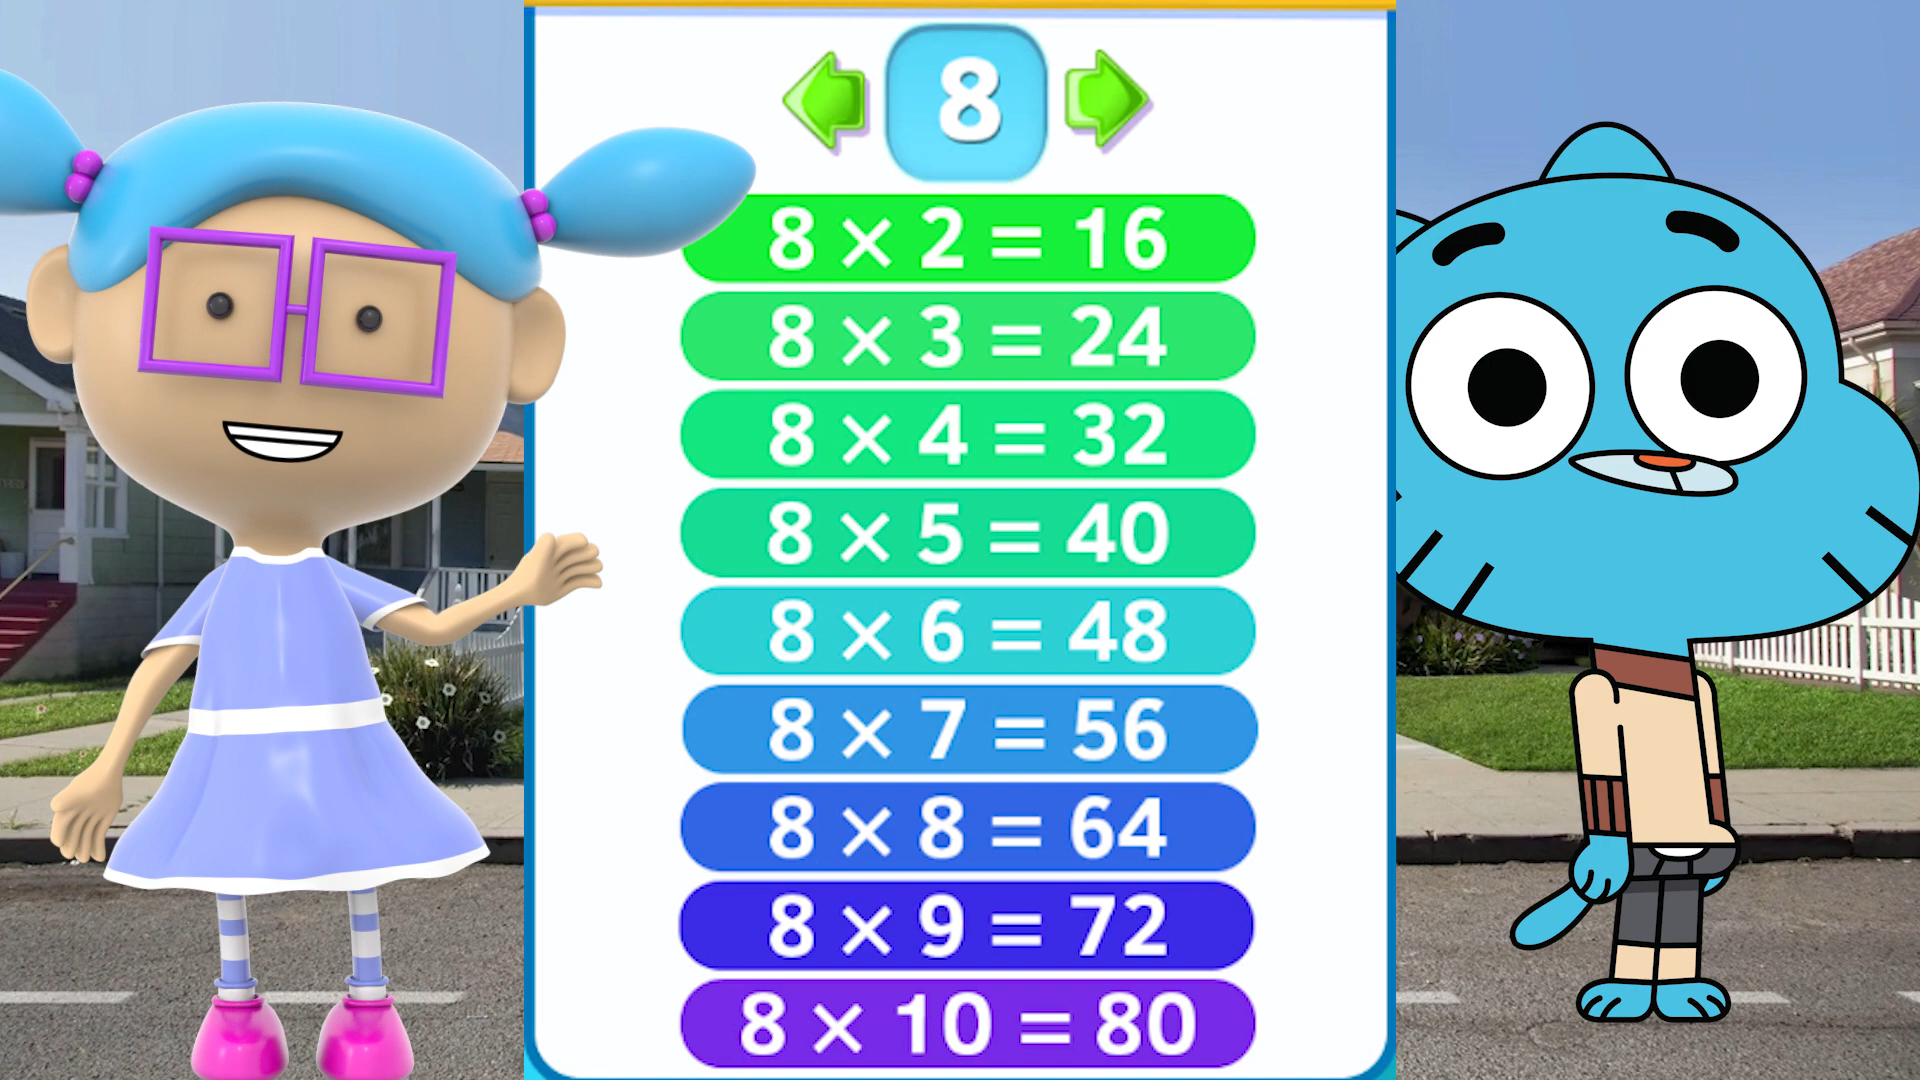 8
8 × 2 = 16
8 × 3 = 24
8 × 4 = 32
8 × 5 = 40
8 × 6 = 48
8 × 7 = 56
8 × 8 = 64
8 × 9 = 72
8 × 10 = 80